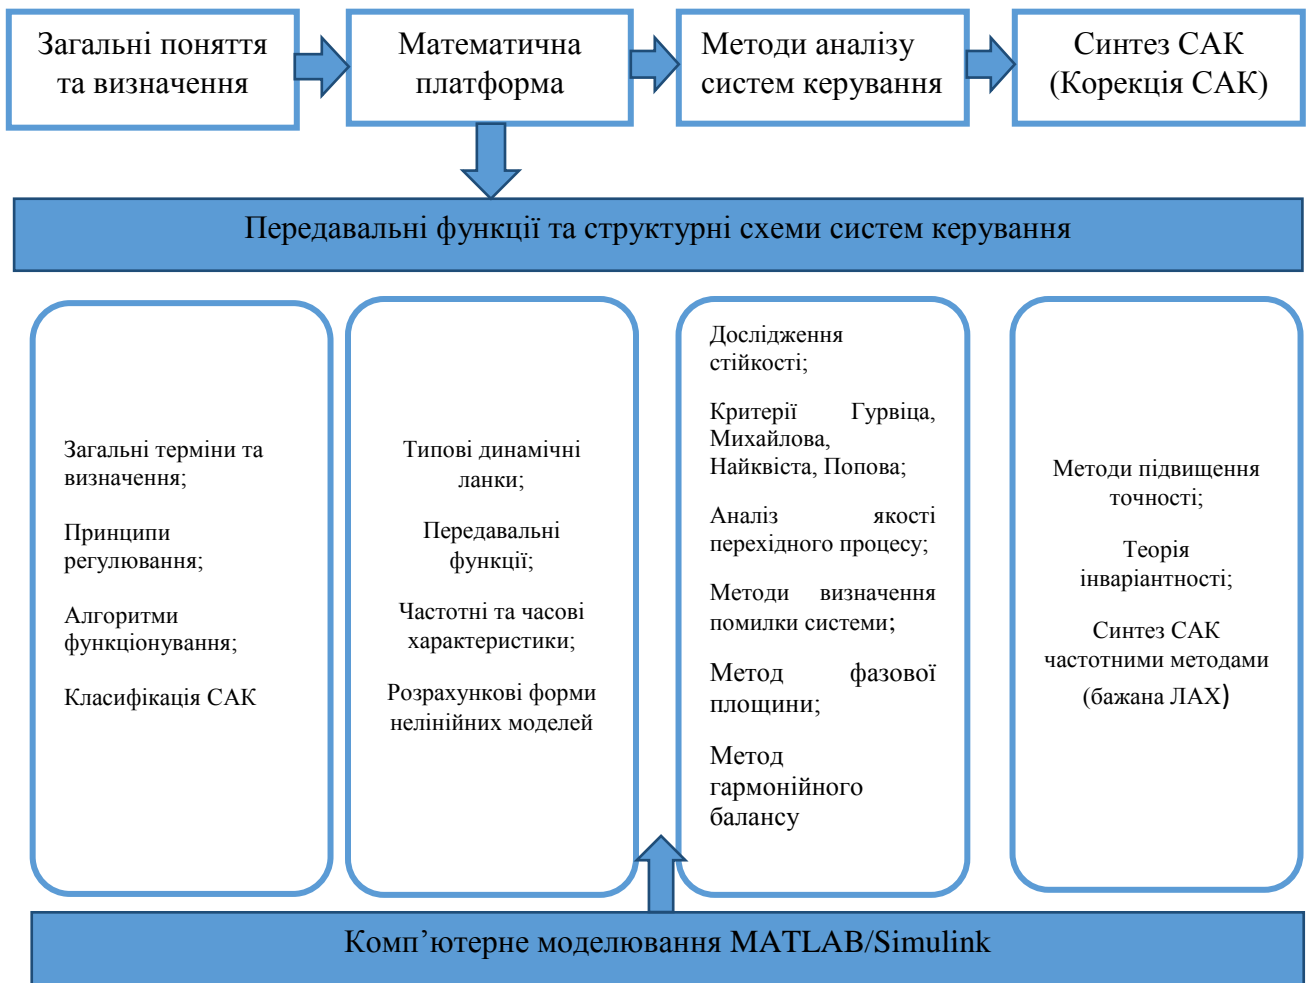 Загальні поняття
та визначення
Математична
платформа
Методи аналізу
систем керування
Синтез САК
(Корекція САК)
Передавальні функції та структурні схеми систем керування
Загальні терміни та
визначення;
Принципи
регулювання;
Алгоритми
функціонування;
Класифікація САК
Типові динамічні
ланки;
Передавальні
функції;
Частотні та часові
характеристики;
Розрахункові форми
нелінійних моделей
Дослідження
стійкості;
Критерії Гурвіца,
Михайлова,
Найквіста, Попова;
Аналіз якості
перехідного процесу;
Методи визначення
помилки системи;
Метод фазової
площини;
Метод
гармонійного
балансу
Методи підвищення
точності;
Теорія
інваріантності;
Синтез САК
частотними методами
(бажана ЛАХ)
Комп’ютерне моделювання MATLAB/Simulink